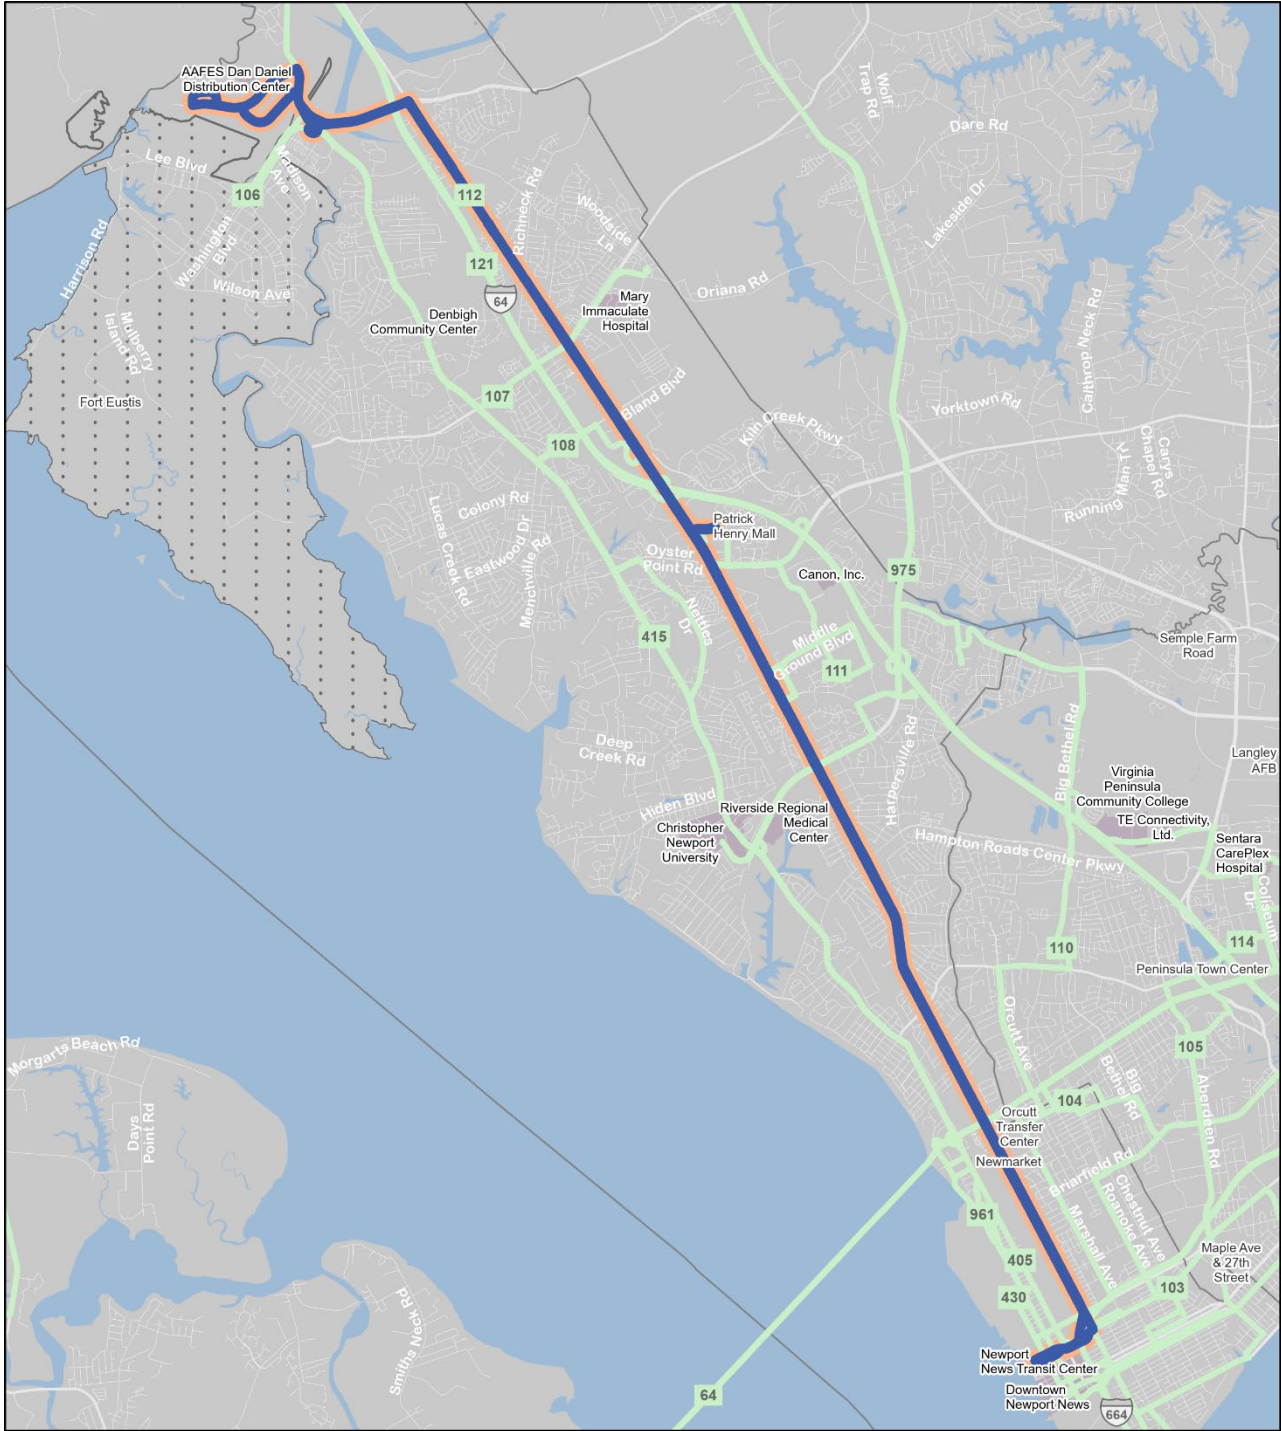 Wolf
Trap Rd
AAFES Dan Daniel
Distribution Center
Dare Rd
Lee Blvd
Madison
Ave
106
112
Richneck Rd
Woodside
Ln
Lakeside Dr
Harrison Rd
Washington
Blvd
121
Oriana Rd
Wilson Ave
64
Mary
Immaculate
Hospital
Denbigh
Community Center
Mulberry
Island Rd
Calthrop Neck Rd
Fort Eustis
107
Bland Blvd
Yorktown Rd
Kiln Creek Pkwy
108
Carys
Chapel Rd
Running Man Tr
Colony Rd
Lucas Creek Rd
Eastwood Dr
Menchville Rd
Patrick
Henry Mall
Oyster
Point Rd
Canon, Inc.
975
Nettles
Dr
415
Middle
Ground Blvd
111
Semple Farm
Road
Deep
Creek Rd
Harpersville Rd
Big Bethel Rd
Langley
AFB
Virginia
Peninsula
Community College
Hiden Blvd
Riverside Regional
Medical
Center
Christopher
Newport
University
TE Connectivity,
Ltd.
Hampton Roads Center Pkwy
Sentara
CarePlex
Hospital
Coliseum
Dr
110
114
Peninsula Town Center
Orcutt Ave
105
Morgarts Beach Rd
Days
Point Rd
Big
Bethel Rd
Aberdeen Rd
104
Orcutt
Transfer
Center
Newmarket
Briarfield Rd
Chestnut Ave
Roanoke Ave
961
Marshall Ave
405
Maple Ave
& 27th
Street
103
430
Smiths Neck Rd
Newport
News Transit Center
Downtown
Newport News
64
664